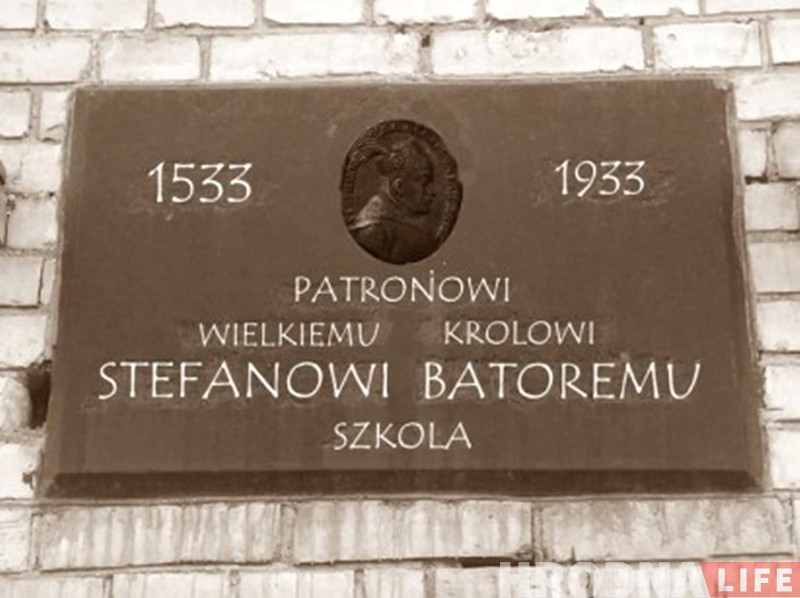 1533 1933
PATRONOWI
WIELKIEMU KROLOWI
STEFANOWI BATOREMU
SZKOLA
HRODNA LIFE